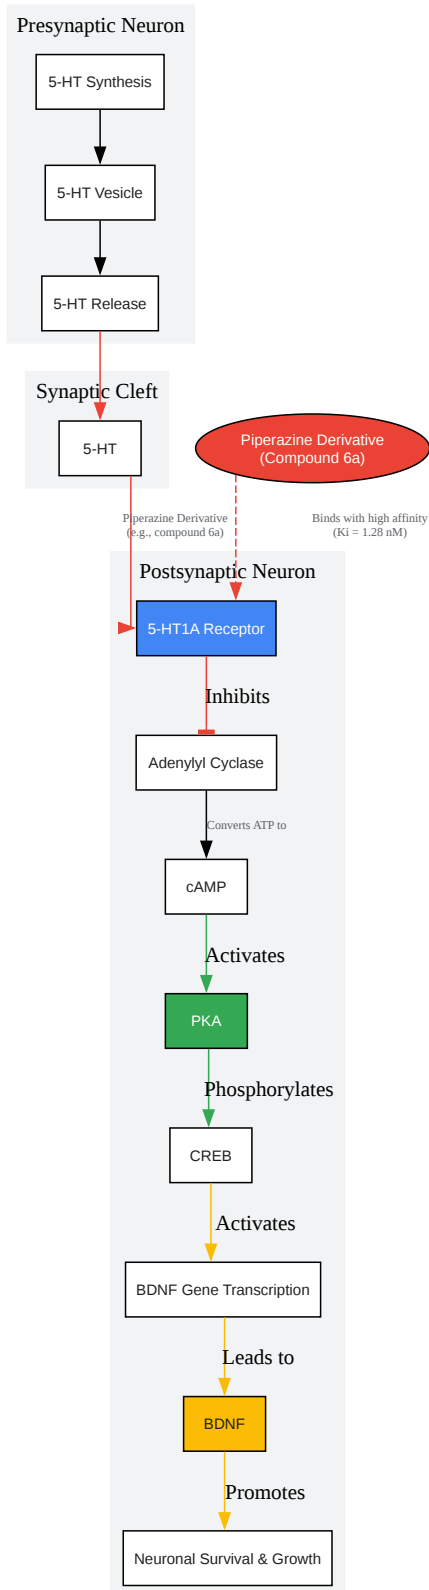 Presynaptic Neuron
5-HT Synthesis
5-HT Vesicle
5-HT Release
Synaptic Cleft
5-HT
Piperazine Derivative
(Compound 6a)
Piperazine Derivative
(e.g., compound 6a)
Binds with high affinity
(Ki = 1.28 nM)
Postsynaptic Neuron
5-HT1A Receptor
Inhibits
Adenylyl Cyclase
Converts ATP to
cAMP
Activates
PKA
Phosphorylates
CREB
Activates
BDNF Gene Transcription
Leads to
BDNF
Promotes
Neuronal Survival & Growth